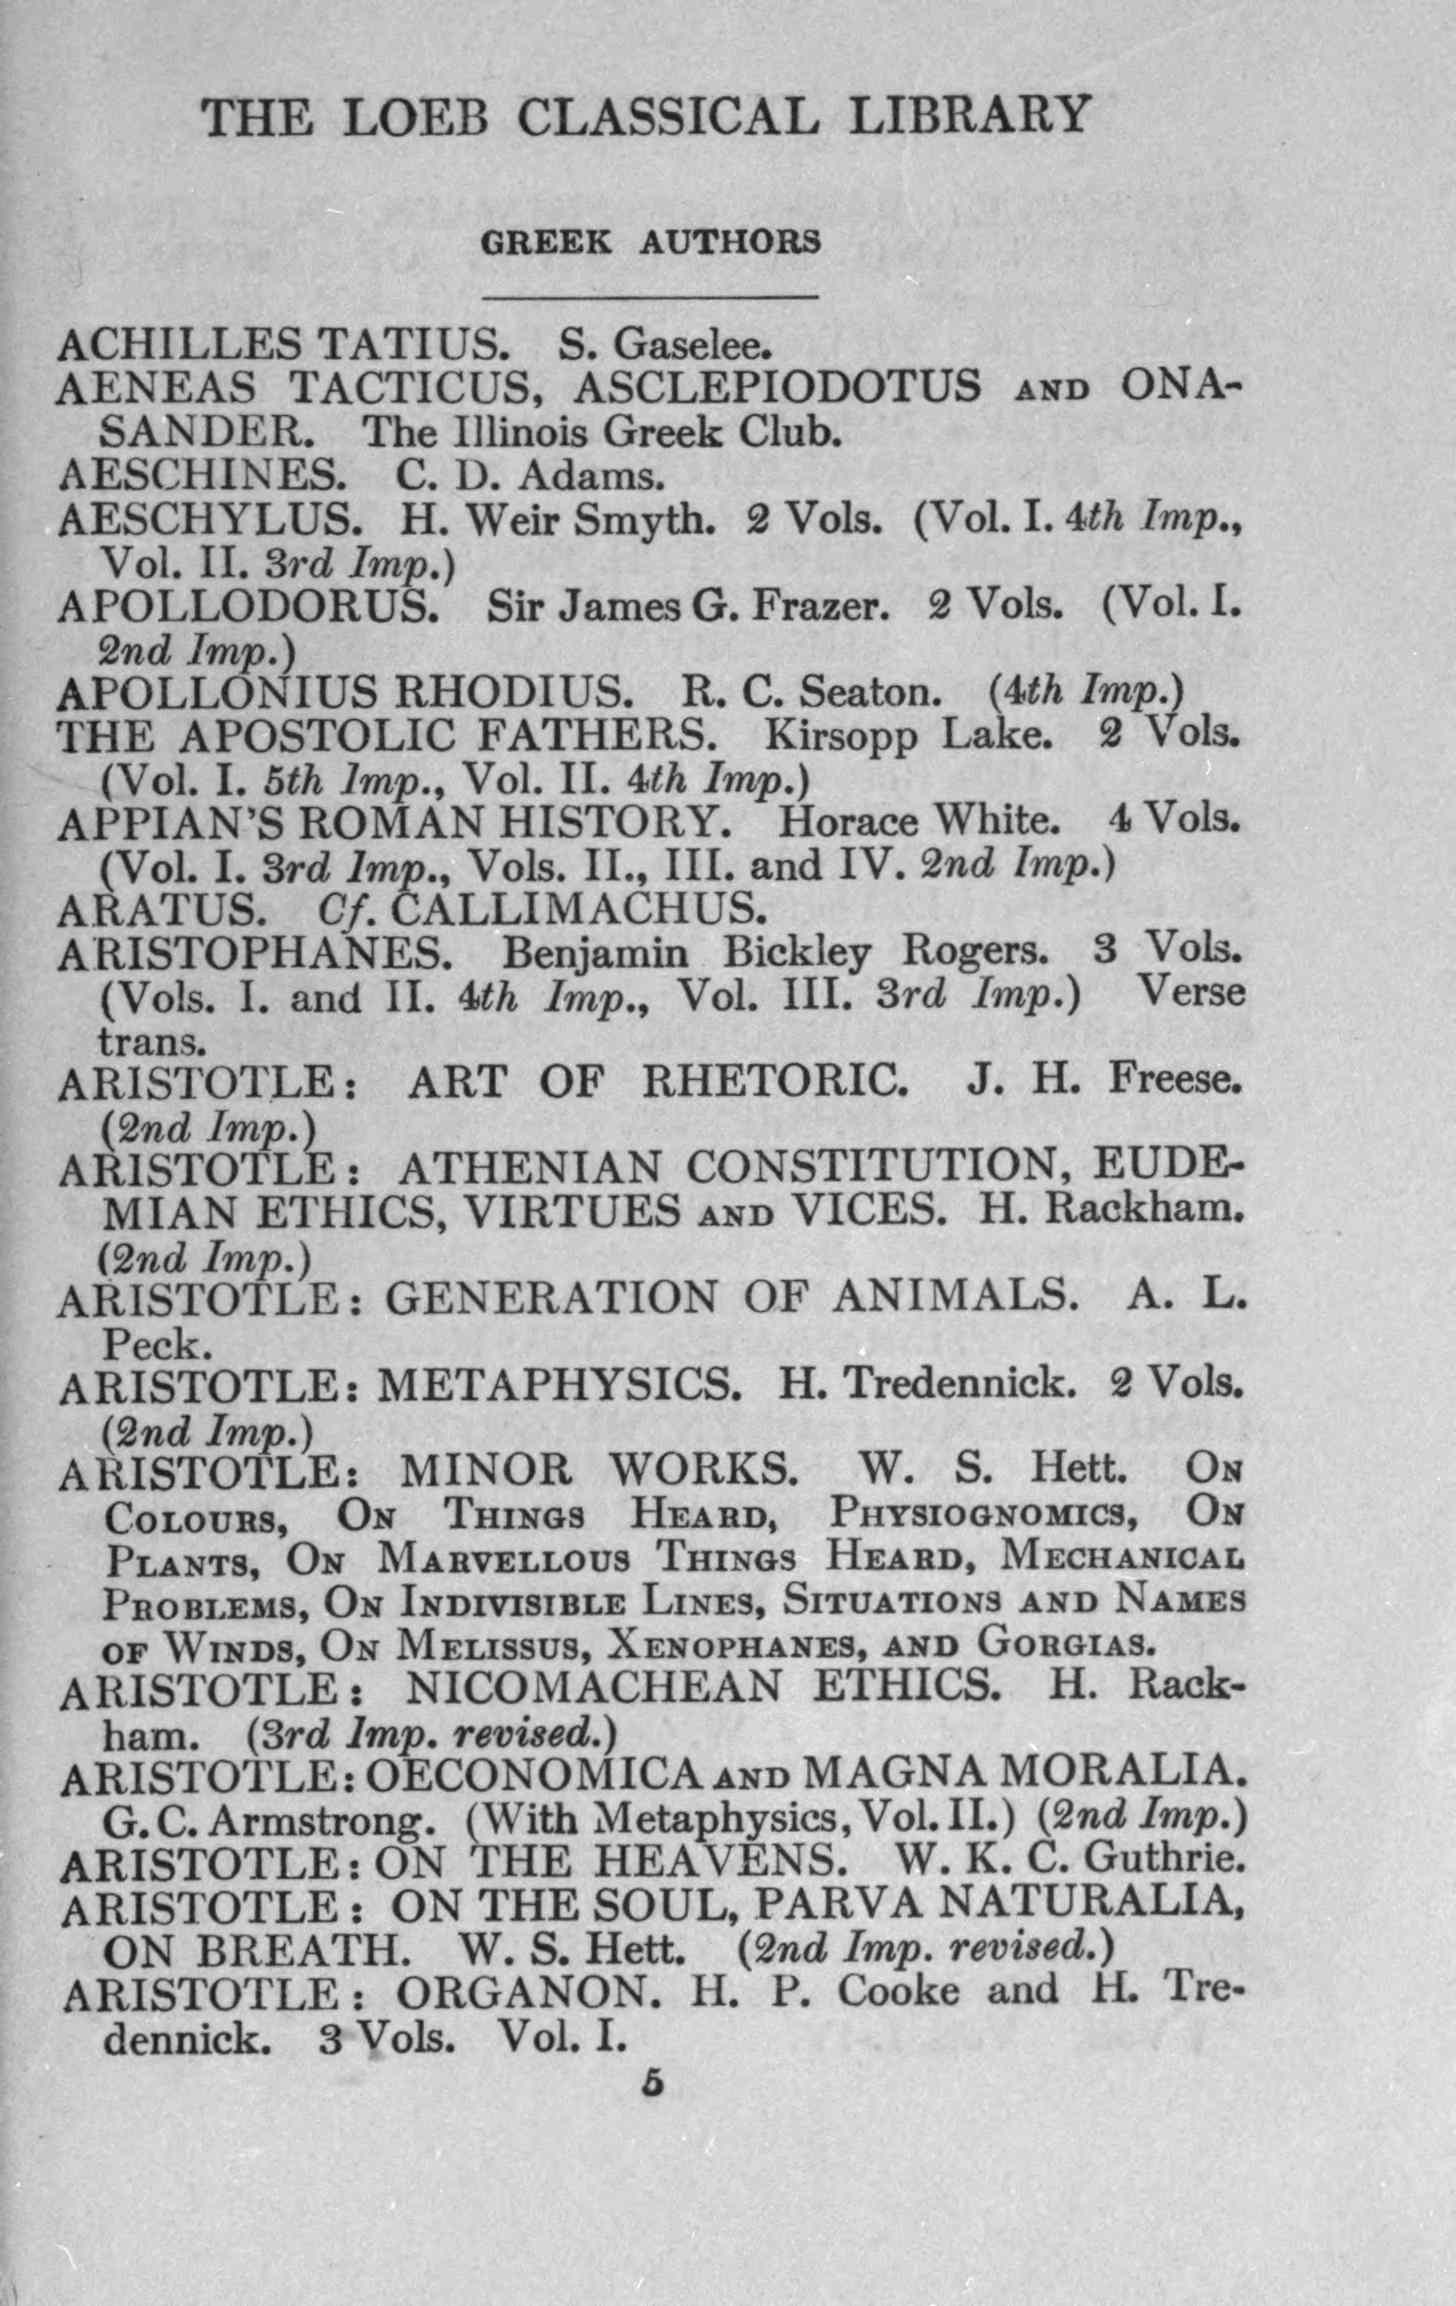 THE LOEB CLASSICAL LIBRARY
GREEK AUTHORS
ACHILLES TATIUS. S. Gaselee.
AENEAS TACTICUS, ASCLEPIODOTUS AND ONA-
SANDER. The Illinois Greek Club.
AESCHINES. C. D. Adams.
AESCHYLUS. H. Weir Smyth. 2 Vols. (Vol. I. 4th Imp.,
Vol. II. 3rd Imp.)
APOLLODORUS. Sir James G. Frazer. 2 Vols. (Vol. I.
2nd Imp.)
APOLLONIUS RHODIUS. R. C. Seaton. (4th Imp.)
THE APOSTOLIC FATHERS. Kirsopp Lake. 2 Vols.
(Vol. I. 5th Imp., Vol. II. 4th Imp.)
APPIAN'S ROMAN HISTORY. Horace White. 4 Vols.
(Vol. I. 3rd Imp., Vols. II., III. and IV. 2nd Imp.)
ARATUS. Cf. CALLIMACHUS.
ARISTOPHANES. Benjamin Bickley Rogers. 3 Vols.
(Vols. I. and II. 4th Imp., Vol. III. 3rd Imp.) Verse
trans.
ARISTOTLE: ART OF RHETORIC. J. H. Freese.
(2nd Imp.)
ARISTOTLE: ATHENIAN CONSTITUTION, EUDE-
MIAN ETHICS, VIRTUES AND VICES. H. Rackham.
(2nd Imp.)
ARISTOTLE: GENERATION OF ANIMALS. A. L.
Peck.
ARISTOTLE: METAPHYSICS. H. Tredennick. 2 Vols.
(2nd Imp.)
ARISTOTLE: MINOR WORKS. W. S. Hett. ON
COLOURS, ON THINGS HEARD, PHYSIOGNOMICS, ON
PLANTS, ON MARVELLOUS THINGS HEARD, MECHANICAL
PROBLEMS, ON INDIVISIBLE LINES, SITUATIONS AND NAMES
OF WINDS, ON MELISSUS, XENOPHANES, AND GORGIAS.
ARISTOTLE: NICOMACHEAN ETHICS. H. Rack-
ham. (3rd Imp. revised.)
ARISTOTLE: OECONOMICA AND MAGNA MORALIA.
G. C. Armstrong. (With Metaphysics, Vol. II.) (2nd Imp.)
ARISTOTLE: ON THE HEAVENS. W. K. C. Guthrie.
ARISTOTLE: ON THE SOUL, PARVA NATURALIA,
ON BREATH. W. S. Hett. (2nd Imp. revised.)
ARISTOTLE: ORGANON. H. P. Cooke and H. Tre-
dennick. 3 Vols. Vol. I.
5